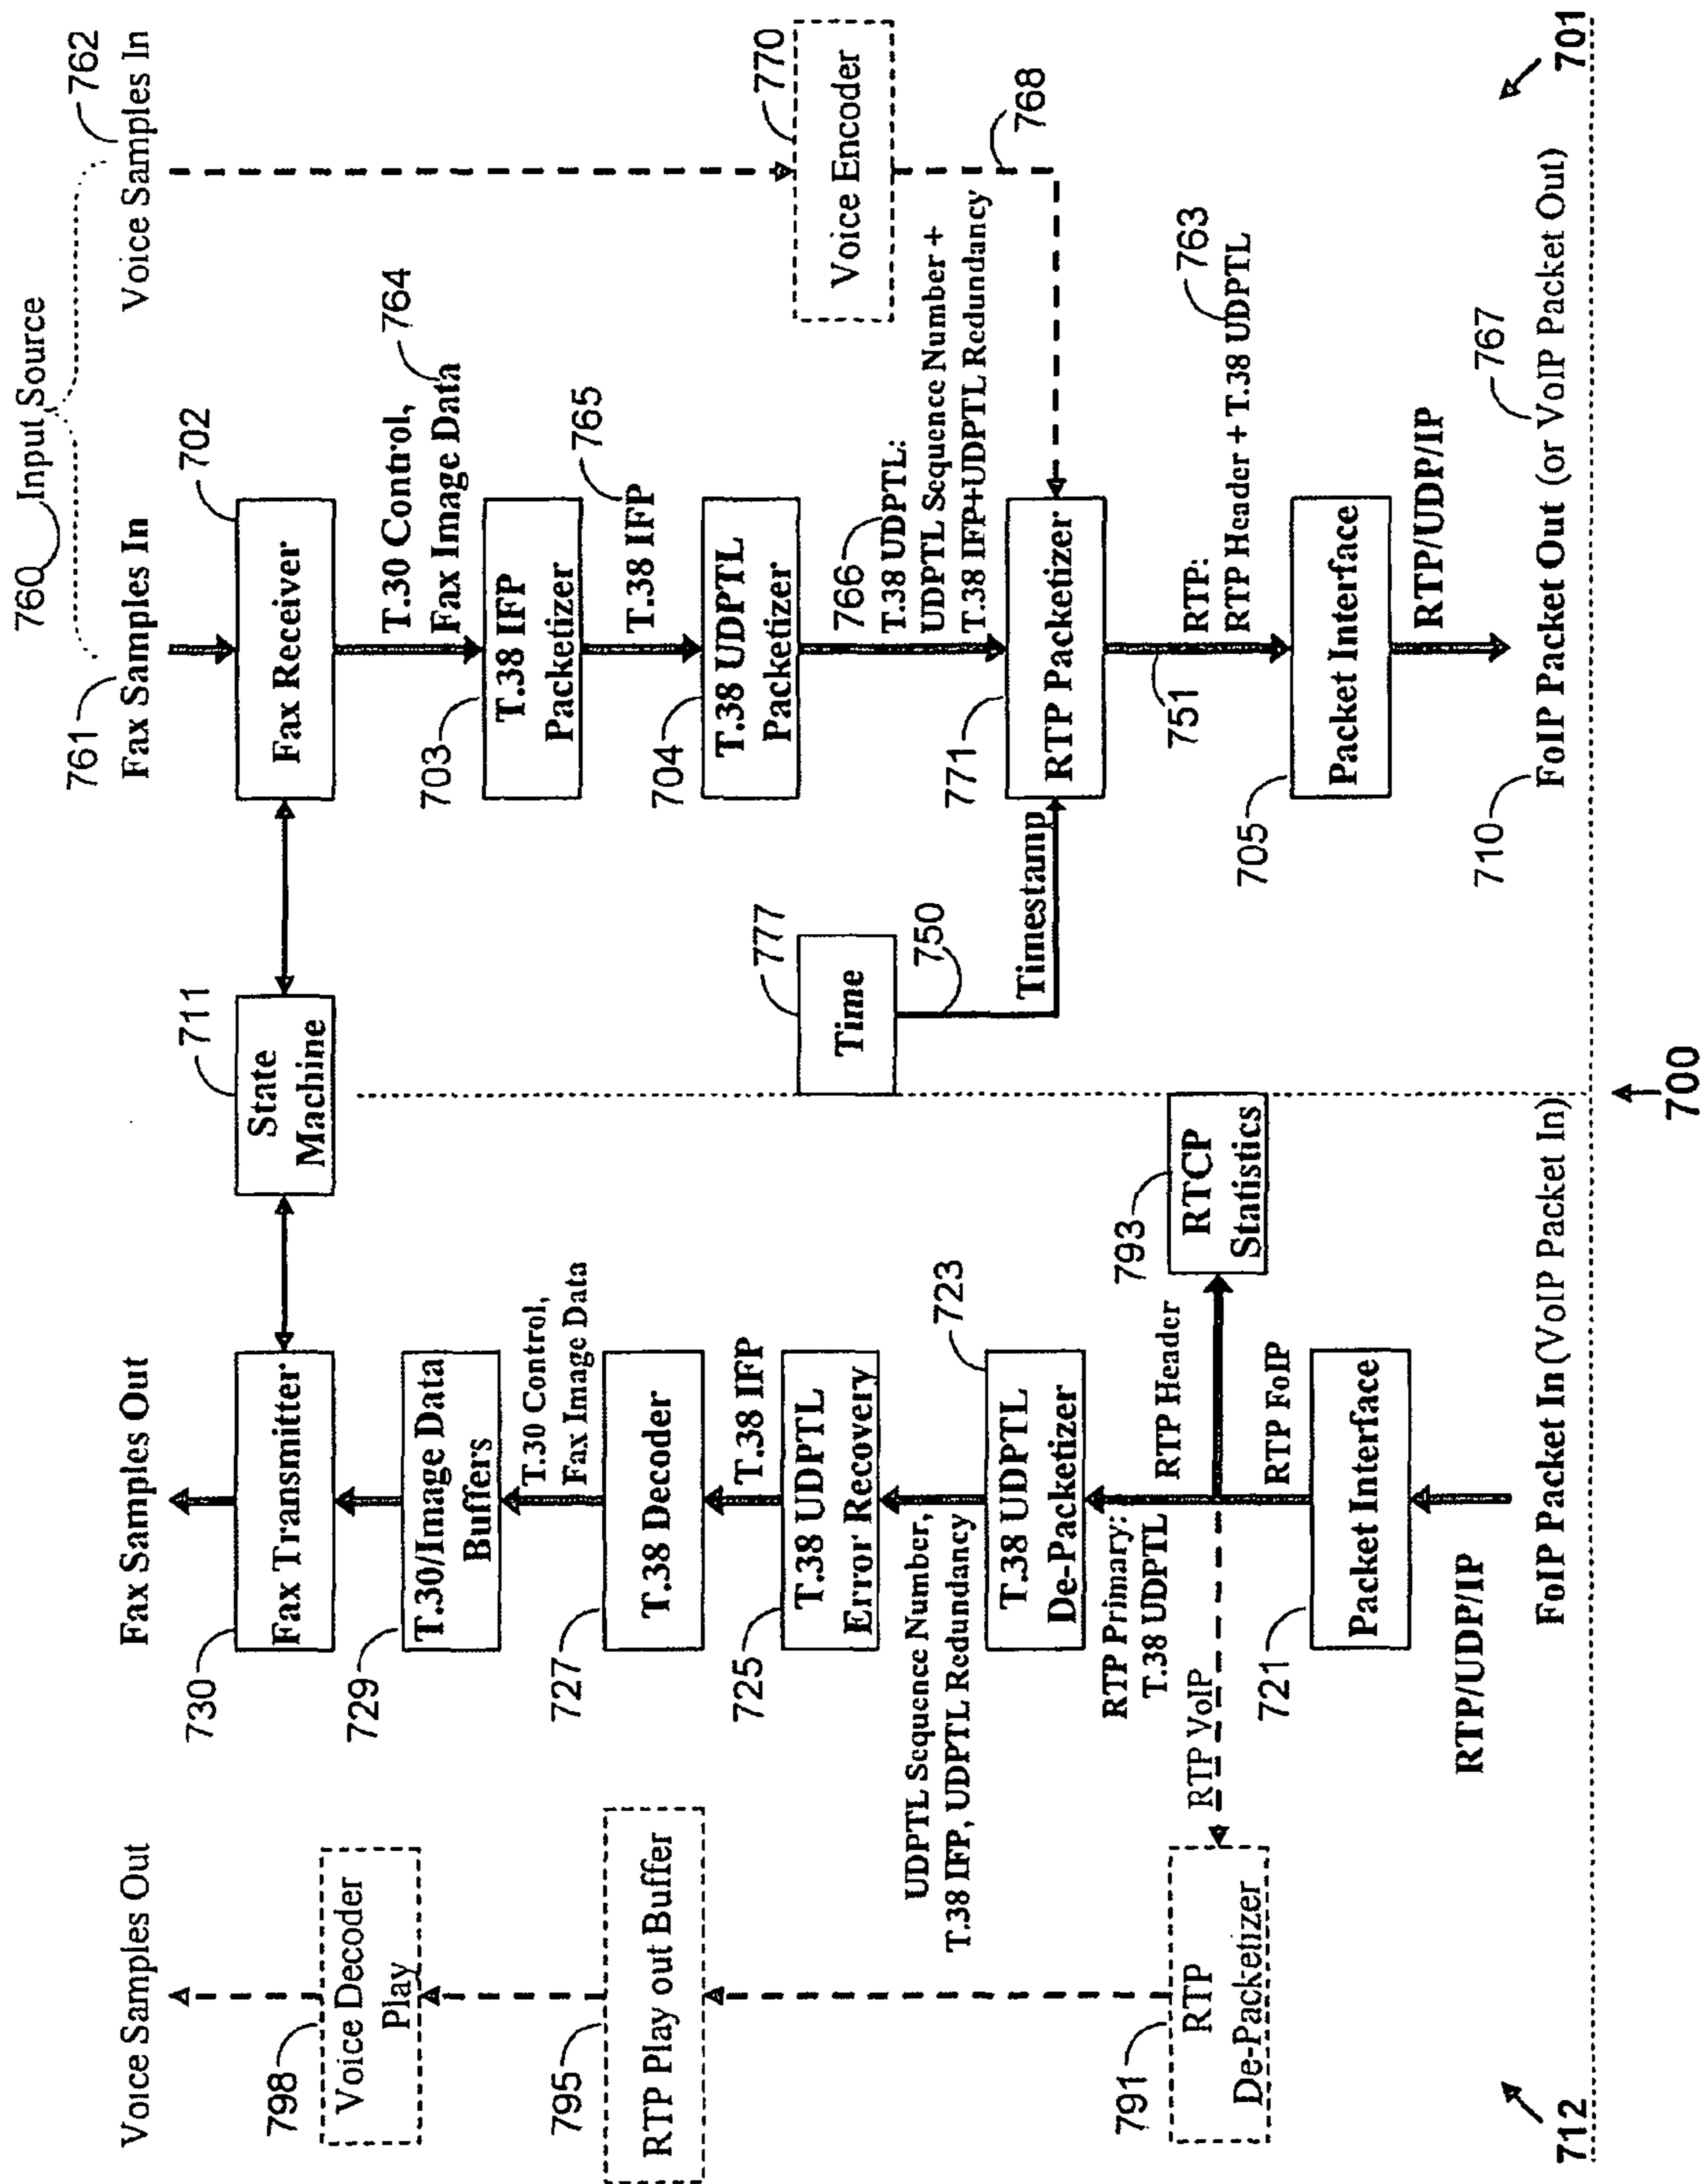 760 Input Source
761
762
Fax Samples In
Voice Samples In
702
Fax Receiver
T.30 Control,
Fax Image Data
764
703
T.38 IFP
Packetizer
T.38 IFP
765
704
T.38 UDPTL
Packetizer
770
Voice Encoder
768
766
T.38 UDPTL:
UDPTL Sequence Number +
T.38 IFP+UDPTL Redundancy
777
Time
750
Timestamp
771
RTP Packetizer
751
RTP:
RTP Header + T.38 UDPTL
763
705
Packet Interface
RTP/UDP/IP
710
FoIP Packet Out (or VoIP Packet Out)
767
701
711
State
Machine
Voice Samples Out
Fax Samples Out
798
Voice Decoder
Play
730
Fax Transmitter
729
T.30/Image Data
Buffers
T.30 Control,
Fax Image Data
795
RTP Play out Buffer
727
T.38 Decoder
T.38 IFP
725
T.38 UDPTL
Error Recovery
UDPTL Sequence Number,
T.38 IFP, UDPTL Redundancy
723
T.38 UDPTL
De-Packetizer
RTP Primary:
T.38 UDPTL
RTP Header
793
RTCP
Statistics
791
RTP
De-Packetizer
RTP VoIP
RTP FoIP
721
Packet Interface
RTP/UDP/IP
FoIP Packet In(VoIP Packet In)
712
700